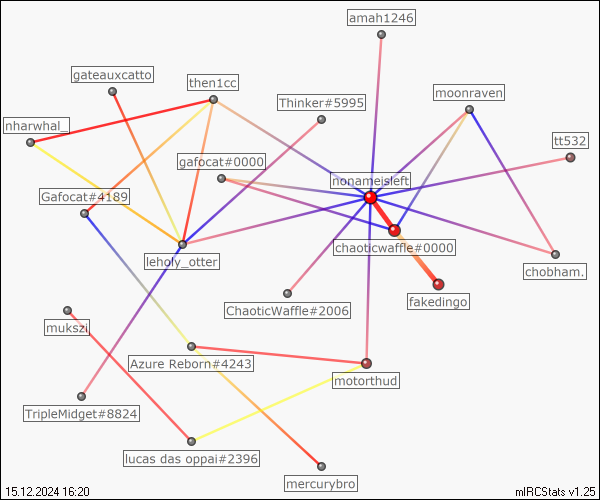 amah1246
gateauxcatto
then1cc
moonraven
Thinker#5995
nharwhal_
tt532
gafocat#0000
nonameisleft
Gafocat#4189
chaoticwaffle#0000
leholy_otter
chobham.
fakedingo
ChaoticWaffle#2006
mukszi
Azure Reborn#4243
motorthud
TripleMidget#8824
lucas das oppai#2396
mercurybro
15.12.2024 16:20
mIRCStats v1.25